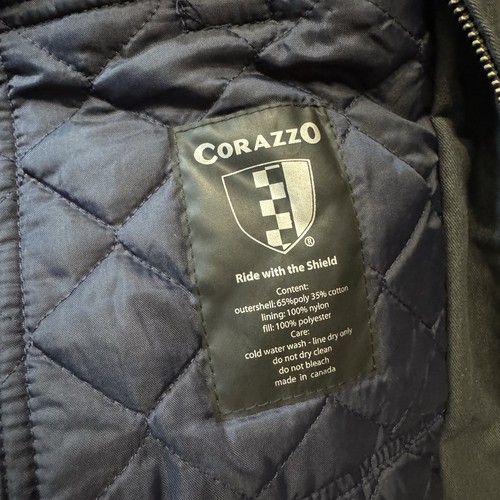 CORAZZO
®
Ride with the Shield
Content:
outershell: 65%poly 35% cotton
lining: 100% nylon
fill: 100% polyester
Care:
cold water wash - line dry only
do not dry clean
do not bleach
made in canada